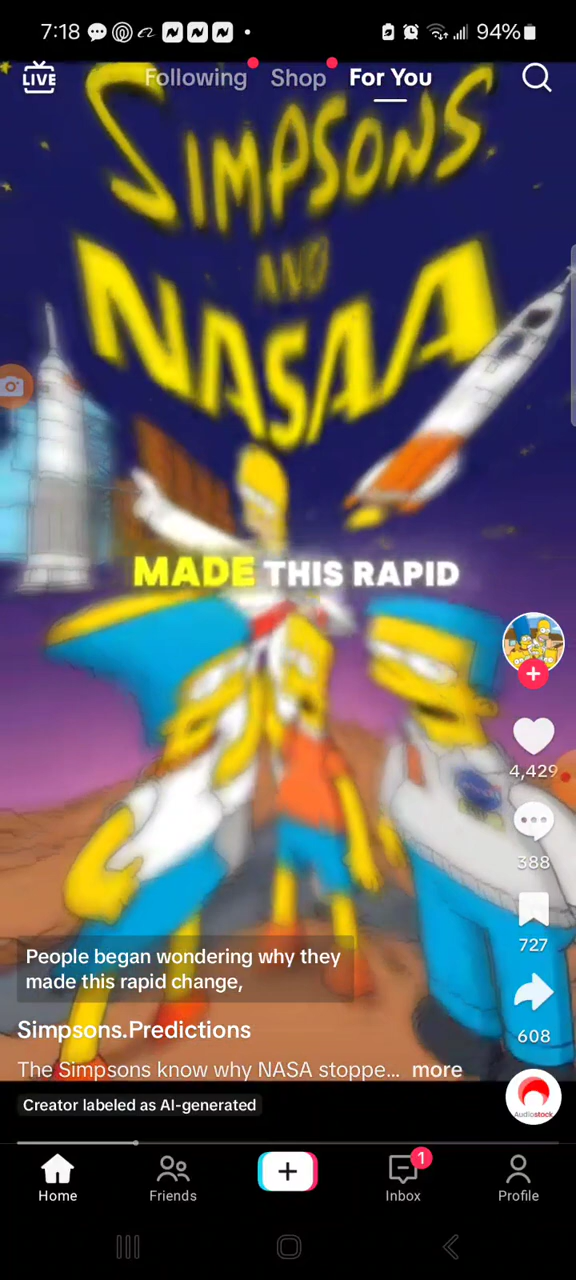 7:18
94%
LIVE
Following
Shop
For You
SIMPSONS
AND
NASAA
MADE THIS RAPID
4,429
388
727
608
People began wondering why they
made this rapid change,
Simpsons.Predictions
The Simpsons know why NASA stoppe... more
Creator labeled as AI-generated
Audiostock
Home
Friends
1
Inbox
Profile